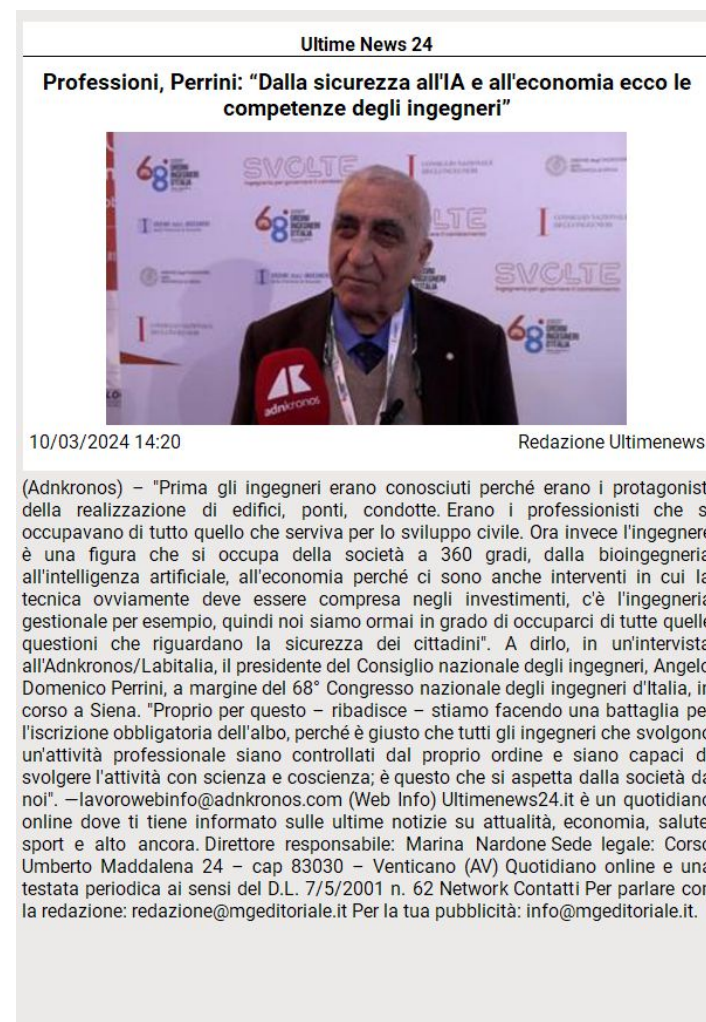 Ultime News 24
Professioni, Perrini: “Dalla sicurezza all'IA e all'economia ecco le
competenze degli ingegneri”
68
SVOLTE
68
ORDINI
INGEGNERI
D'ITALIA
SVOLTE
68
adnkronos
10/03/2024 14:20
Redazione Ultimenews
(Adnkronos) – "Prima gli ingegneri erano conosciuti perché erano i protagonist
della realizzazione di edifici, ponti, condotte. Erano i professionisti che s
occupavano di tutto quello che serviva per lo sviluppo civile. Ora invece l'ingegnere
è una figura che si occupa della società a 360 gradi, dalla bioingegneria
all'intelligenza artificiale, all'economia perché ci sono anche interventi in cui la
tecnica ovviamente deve essere compresa negli investimenti, c'è l'ingegneria
gestionale per esempio, quindi noi siamo ormai in grado di occuparci di tutte quelle
questioni che riguardano la sicurezza dei cittadini". A dirlo, in un'intervista
all'Adnkronos/Labitalia, il presidente del Consiglio nazionale degli ingegneri, Angelo
Domenico Perrini, a margine del 68° Congresso nazionale degli ingegneri d'Italia, in
corso a Siena. "Proprio per questo – ribadisce – stiamo facendo una battaglia pe
l'iscrizione obbligatoria dell'albo, perché è giusto che tutti gli ingegneri che svolgono
un'attività professionale siano controllati dal proprio ordine e siano capaci d
svolgere l'attività con scienza e coscienza; è questo che si aspetta dalla società da
noi". —lavorowebinfo@adnkronos.com (Web Info) Ultimenews24.it è un quotidiano
online dove ti tiene informato sulle ultime notizie su attualità, economia, salute,
sport e alto ancora. Direttore responsabile: Marina Nardone Sede legale: Corso
Umberto Maddalena 24 – cap 83030 – Venticano (AV) Quotidiano online e una
testata periodica ai sensi del D.L. 7/5/2001 n. 62 Network Contatti Per parlare con
la redazione: redazione@mgeditoriale.it Per la tua pubblicità: info@mgeditoriale.it.